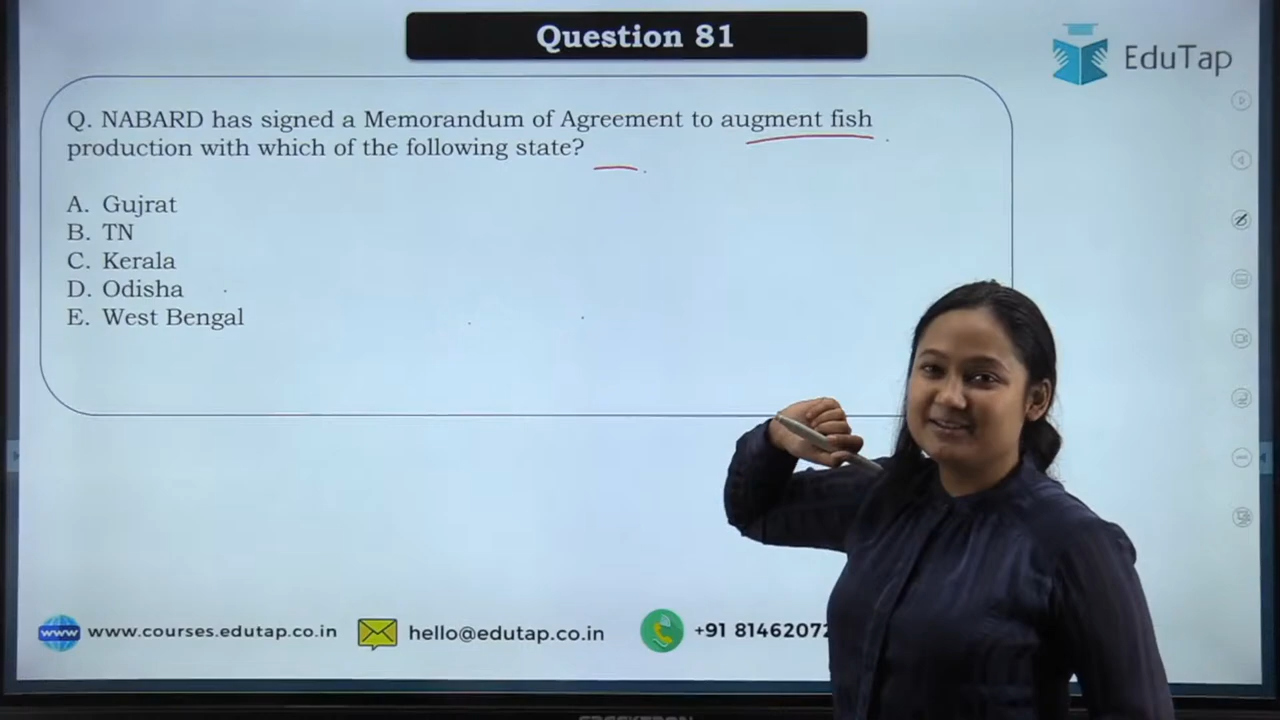 Question 81
EduTap
Q. NABARD has signed a Memorandum of Agreement to augment fish
production with which of the following state?
A. Gujrat
B. TN
C. Kerala
D. Odisha
E. West Bengal
www www.courses.edutap.co.in
hello@edutap.co.in
+91 8146207